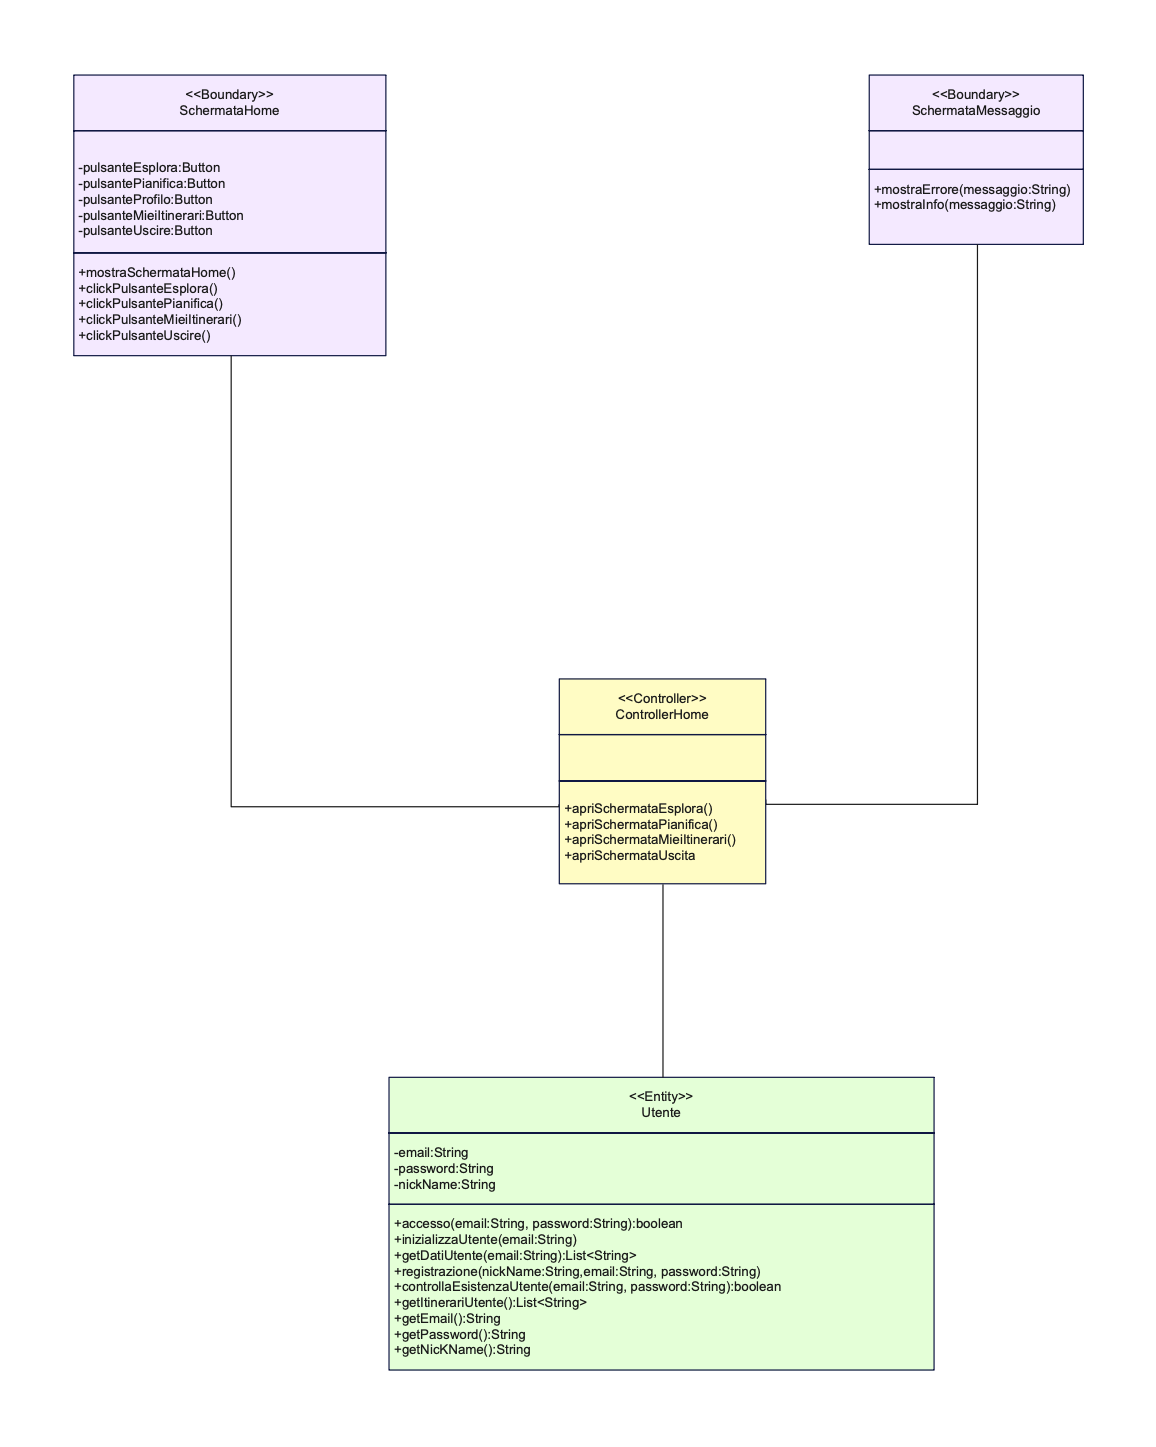 <<Boundary>>
SchermataHome
-pulsanteEsplora:Button
-pulsantePianifica:Button
-pulsanteProfilo:Button
-pulsanteMieiItinerari:Button
-pulsanteUscire:Button
+mostraSchermataHome()
+clickPulsanteEsplora()
+clickPulsantePianifica()
+clickPulsanteMieiItinerari()
+clickPulsanteUscire()
<<Boundary>>
SchermataMessaggio
+mostraErrore(messaggio:String)
+mostraInfo(messaggio:String)
<<Controller>>
ControllerHome
+apriSchermataEsplora()
+apriSchermataPianifica()
+apriSchermataMieiItinerari()
+apriSchermataUscita
<<Entity>>
Utente
-email:String
-password:String
-nickName:String
+accesso(email:String, password:String):boolean
+inizializzaUtente(email:String)
+getDatiUtente(email:String):List<String>
+registrazione(nickName:String,email:String, password:String)
+controllaEsistenzaUtente(email:String, password:String):boolean
+getItinerariUtente():List<String>
+getEmail():String
+getPassword():String
+getNicKName():String